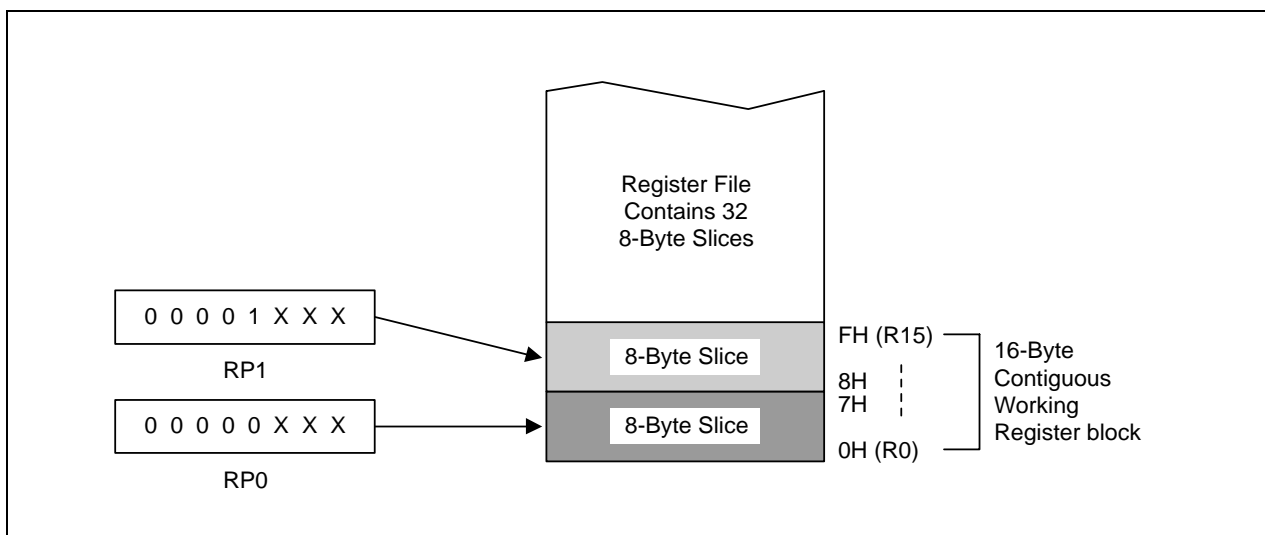 Register File
Contains 32
8-Byte Slices
0 0 0 0 1 X X X
RP1
0 0 0 0 0 X X X
RP0
8-Byte Slice
8-Byte Slice
FH (R15)
8H
7H
0H (R0)
16-Byte
Contiguous
Working
Register block